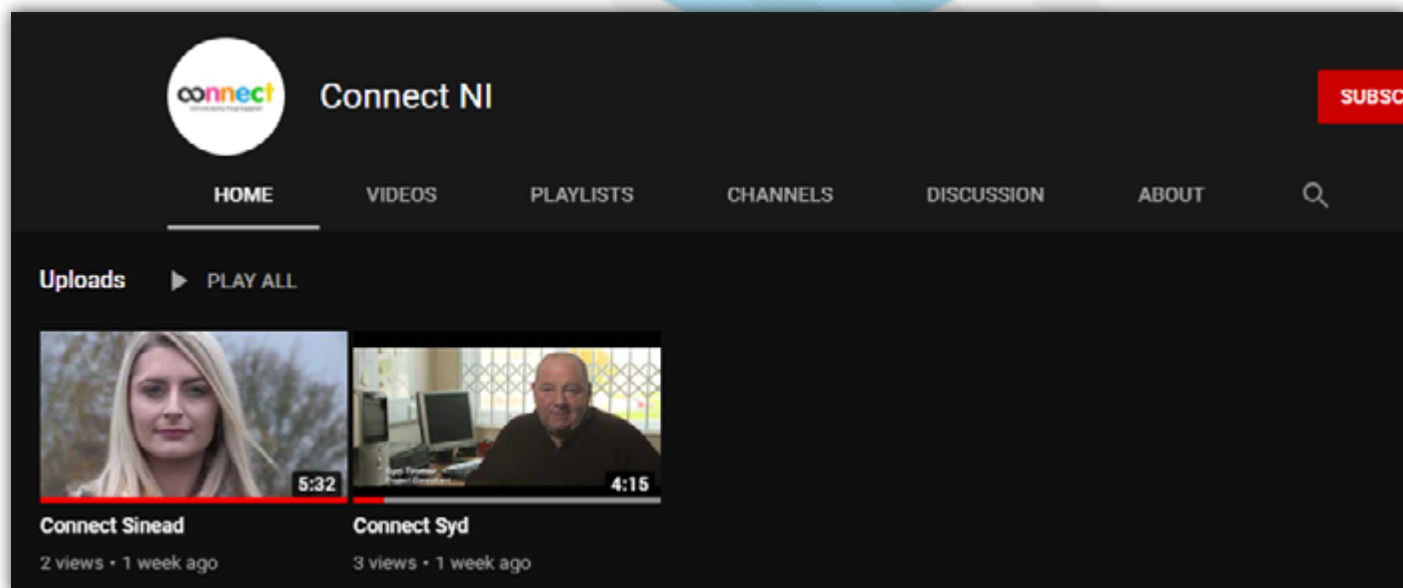 connect
Connect NI
SUBSC
HOME VIDEOS PLAYLISTS CHANNELS DISCUSSION ABOUT
Uploads PLAY ALL
5:32 4:15
Connect Sinead Connect Syd
2 views • 1 week ago 3 views • 1 week ago